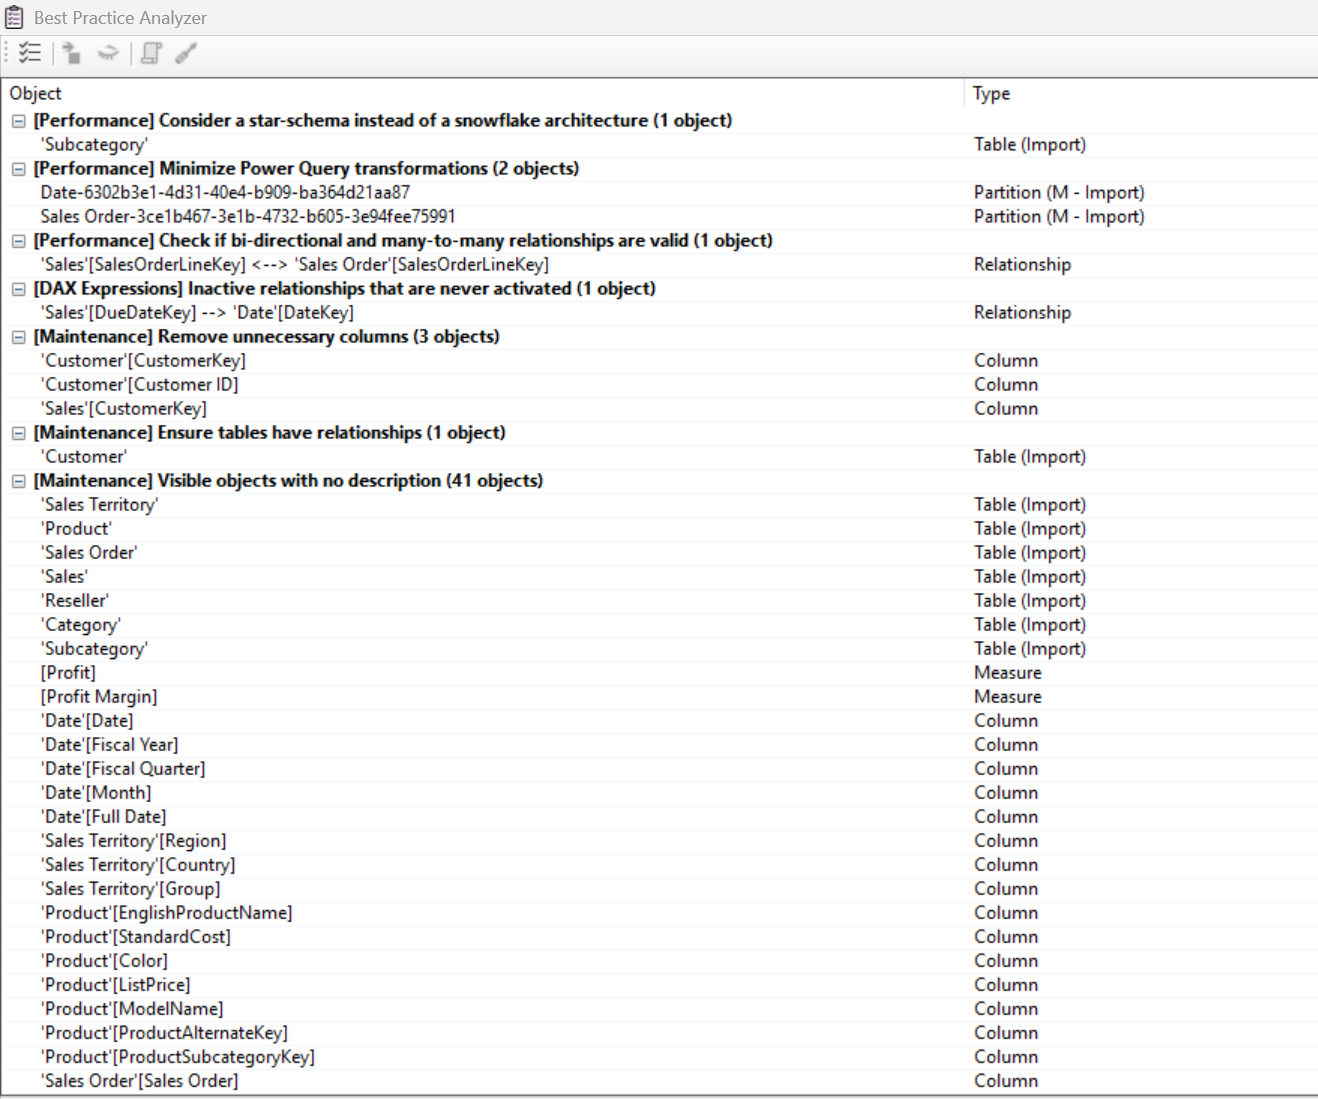 Best Practice Analyzer
Object Type
[Performance] Consider a star-schema instead of a snowflake architecture (1 object)
'Subcategory' Table (Import)
[Performance] Minimize Power Query transformations (2 objects)
Date-6302b3e1-4d31-40e4-b909-ba364d21aa87 Partition (M - Import)
Sales Order-3ce1b467-3e1b-4732-b605-3e94fee75991 Partition (M - Import)
[Performance] Check if bi-directional and many-to-many relationships are valid (1 object)
'Sales'[SalesOrderLineKey] <--> 'Sales Order'[SalesOrderLineKey] Relationship
[DAX Expressions] Inactive relationships that are never activated (1 object)
'Sales'[DueDateKey] --> 'Date'[DateKey] Relationship
[Maintenance] Remove unnecessary columns (3 objects)
'Customer'[CustomerKey] Column
'Customer'[Customer ID] Column
'Sales'[CustomerKey] Column
[Maintenance] Ensure tables have relationships (1 object)
'Customer' Table (Import)
[Maintenance] Visible objects with no description (41 objects)
'Sales Territory' Table (Import)
'Product' Table (Import)
'Sales Order' Table (Import)
'Sales' Table (Import)
'Reseller' Table (Import)
'Category' Table (Import)
'Subcategory' Table (Import)
[Profit] Measure
[Profit Margin] Measure
'Date'[Date] Column
'Date'[Fiscal Year] Column
'Date'[Fiscal Quarter] Column
'Date'[Month] Column
'Date'[Full Date] Column
'Sales Territory'[Region] Column
'Sales Territory'[Country] Column
'Sales Territory'[Group] Column
'Product'[EnglishProductName] Column
'Product'[StandardCost] Column
'Product'[Color] Column
'Product'[ListPrice] Column
'Product'[ModelName] Column
'Product'[ProductAlternateKey] Column
'Product'[ProductSubcategoryKey] Column
'Sales Order'[Sales Order] Column